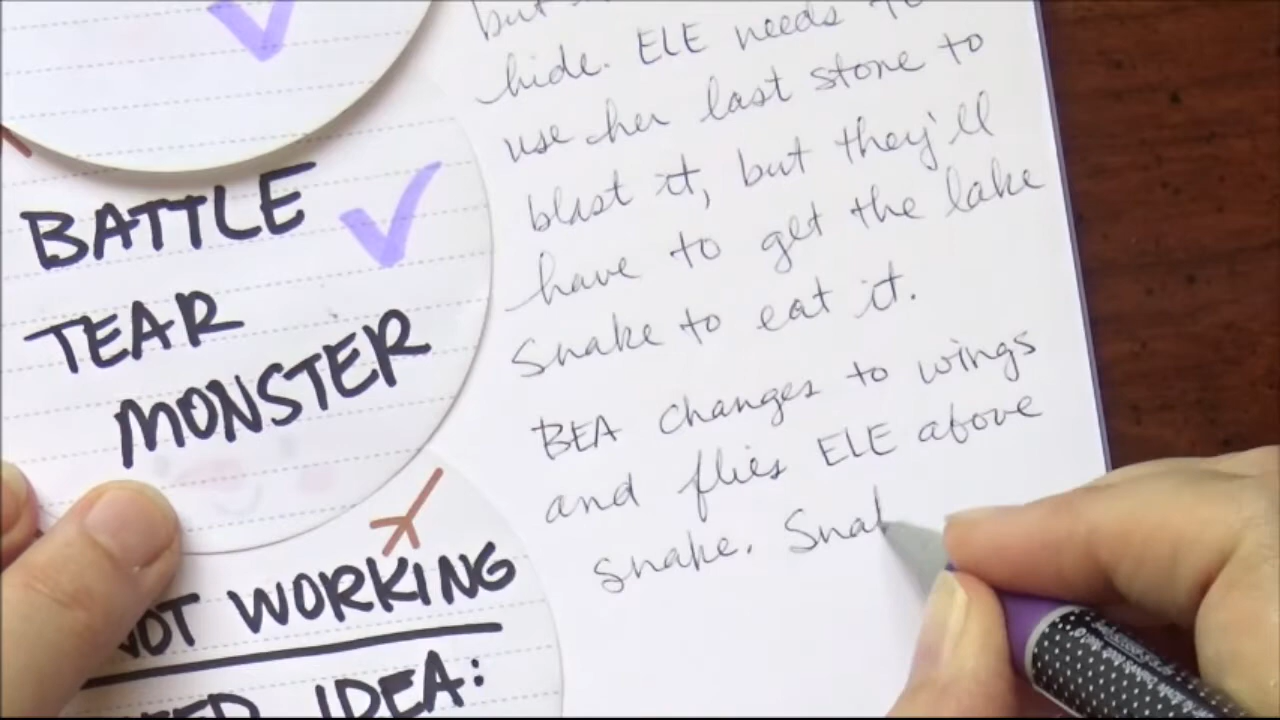 BATTLE
TEAR
MONSTER
NOT WORKING
IDEA:
but
hide. ELE needs to
use her last stone to
blast it, but they'll
have to get the lake
snake to eat it.
BEA changes to wings
and flies ELE above
snake. Snak